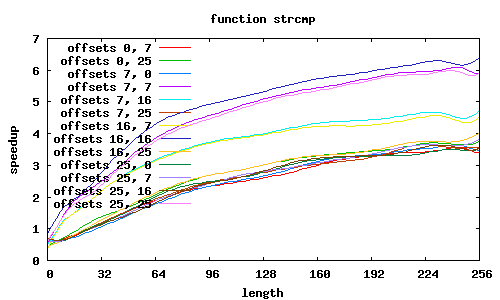 function strcmp
7
6
5
4
3
2
1
0
speedup
offsets 0, 7
offsets 0, 25
offsets 7, 0
offsets 7, 7
offsets 7, 16
offsets 7, 25
offsets 16, 7
offsets 16, 16
offsets 16, 25
offsets 25, 0
offsets 25, 7
offsets 25, 16
offsets 25, 25
0 32 64 96 128 160 192 224 256
length